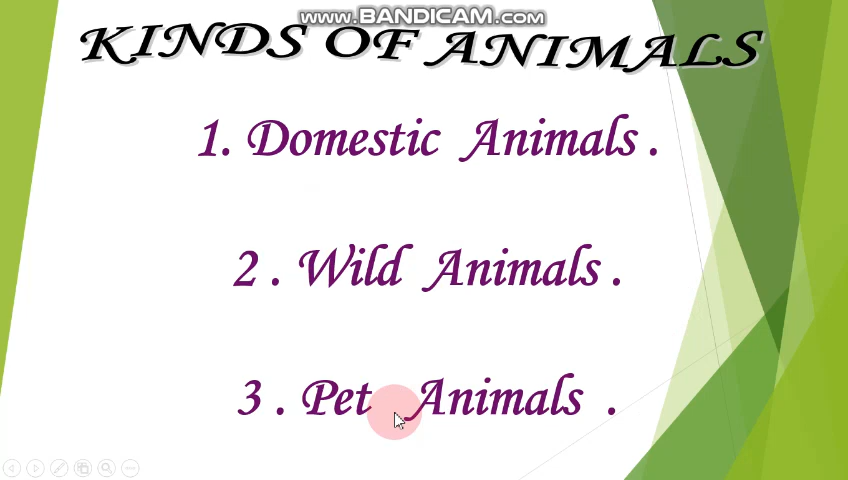 www.BANDICAM.com
KINDS OF ANIMALS
1. Domestic Animals .
2 . Wild Animals .
3 . Pet Animals .